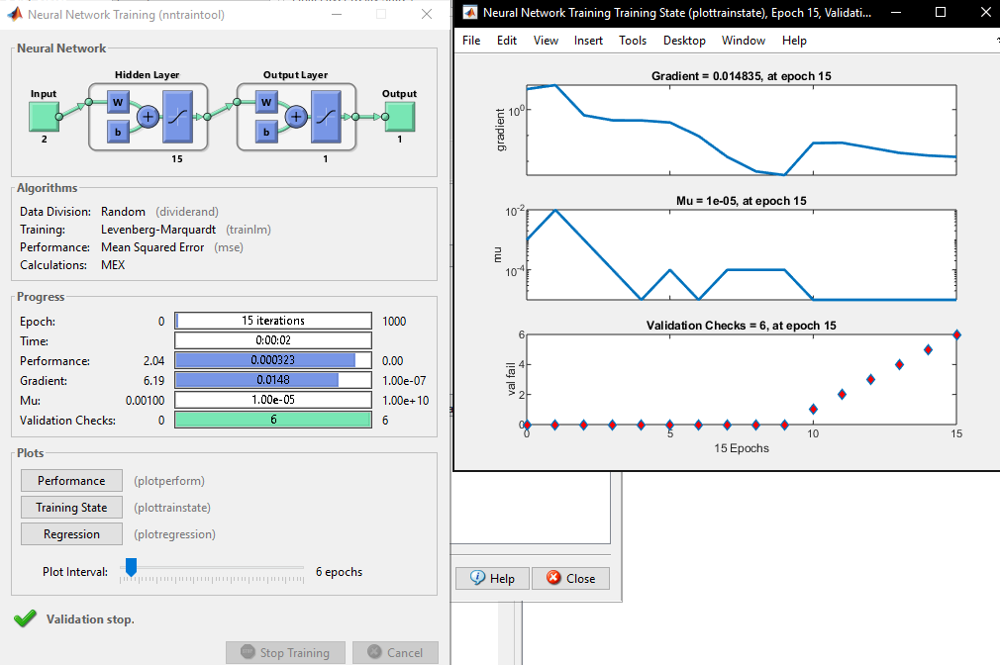 Neural Network Training (nntraintool)
Neural Network
Hidden Layer
Output Layer
Input
W
b
W
b
Output
2
15
1
1
Algorithms
Data Division: Random (dividerand)
Training: Levenberg-Marquardt (trainlm)
Performance: Mean Squared Error (mse)
Calculations: MEX
Progress
Epoch: 0 15 iterations 1000
Time: 0:00:02
Performance: 2.04 0.000323 0.00
Gradient: 6.19 0.0148 1.00e-07
Mu: 0.00100 1.00e-05 1.00e+10
Validation Checks: 0 6 6
Plots
Performance (plotperform)
Training State (plottrainstate)
Regression (plotregression)
Plot Interval: 6 epochs
Validation stop.
Stop Training Cancel
Neural Network Training Training State (plottrainstate), Epoch 15, Validati...
File Edit View Insert Tools Desktop Window Help
Gradient = 0.014835, at epoch 15
10^0
gradient
Mu = 1e-05, at epoch 15
10^-2
10^-4
mu
Validation Checks = 6, at epoch 15
6
4
2
0
val fail
0 5 10 15
15 Epochs
Help Close